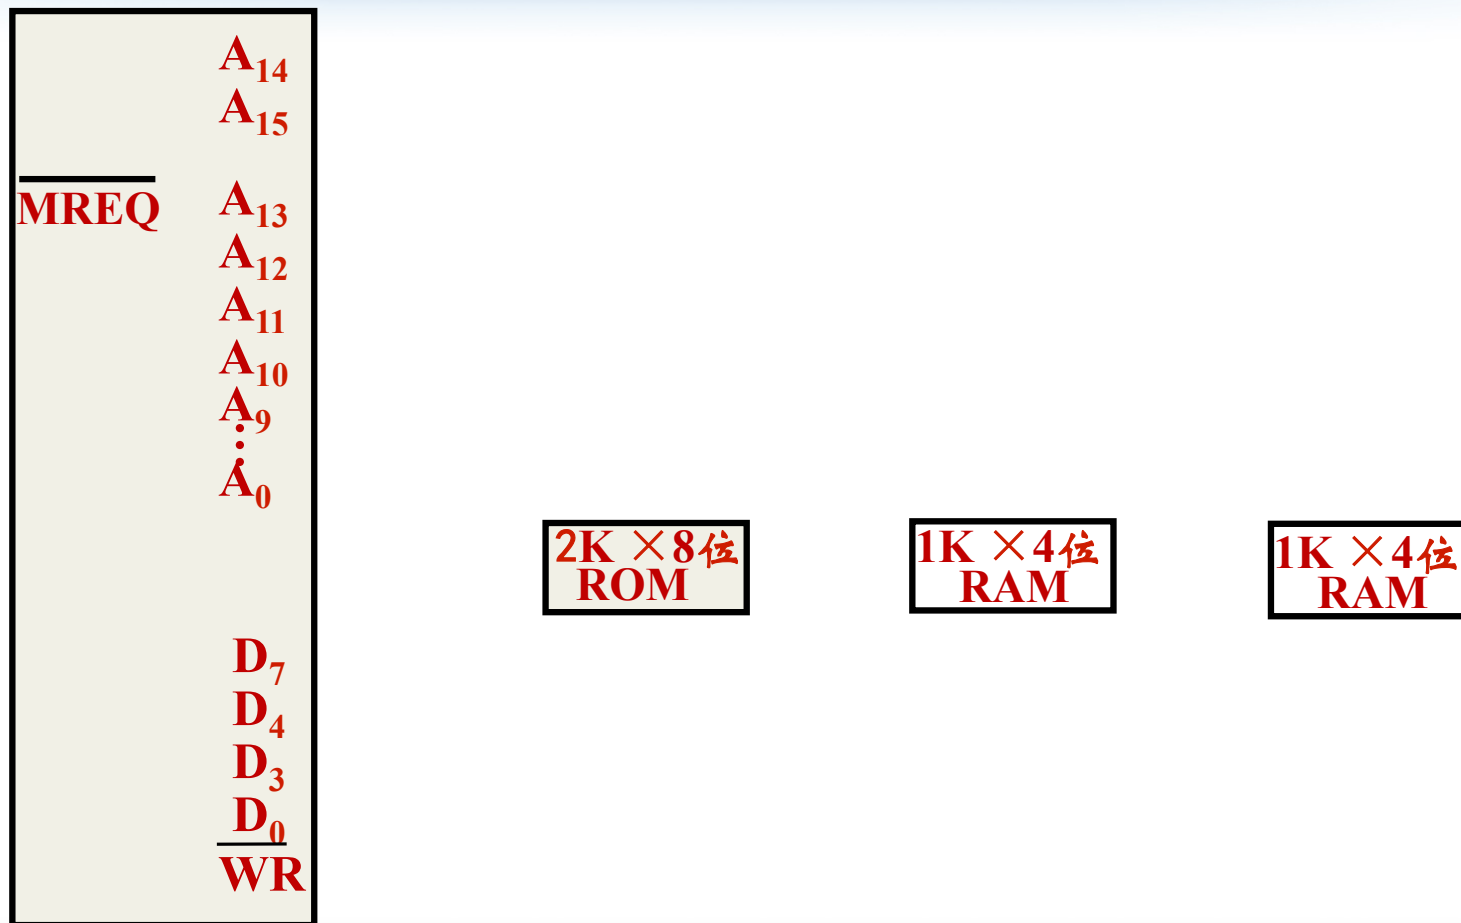 A14
A15
MREQ
A13
A12
A11
A10
A9
⋮
A0
2K ×8位
ROM
1K ×4位
RAM
1K ×4位
RAM
D7
D4
D3
D0
WR